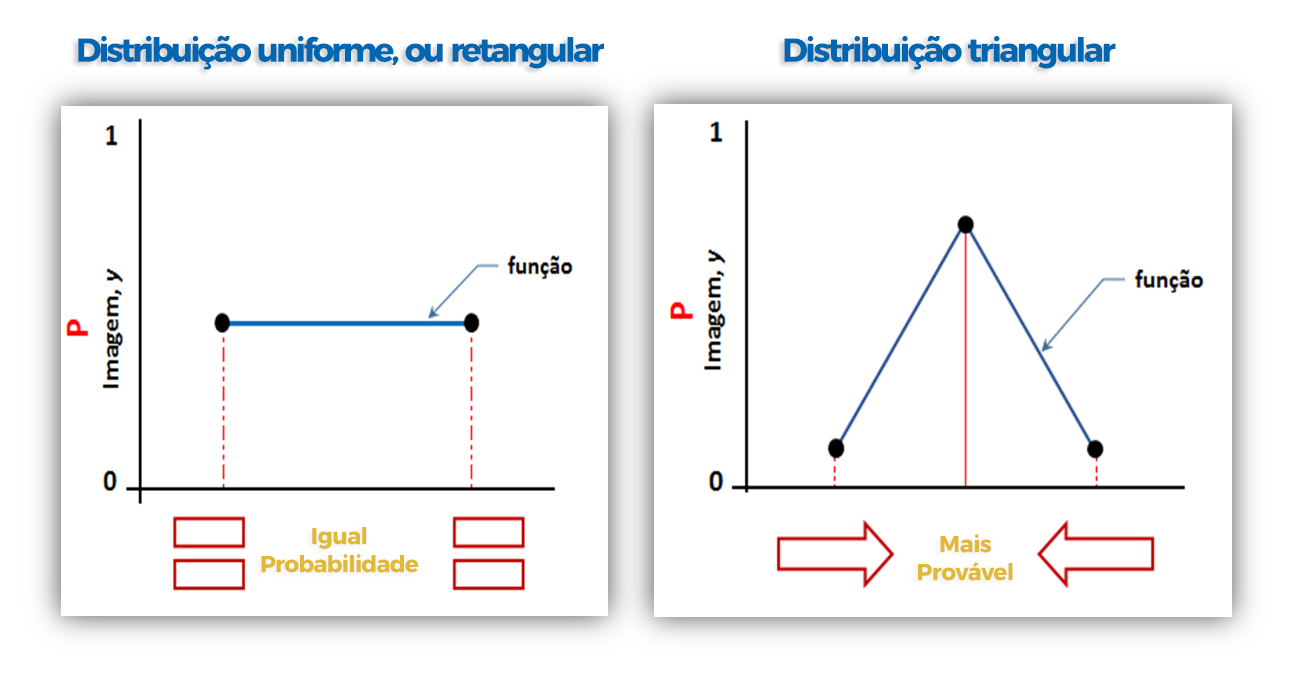 Distribuição uniforme, ou retangular
1
função
P
Imagem, y
0
Igual
Probabilidade
Distribuição triangular
1
função
P
Imagem, y
0
Mais
Provável